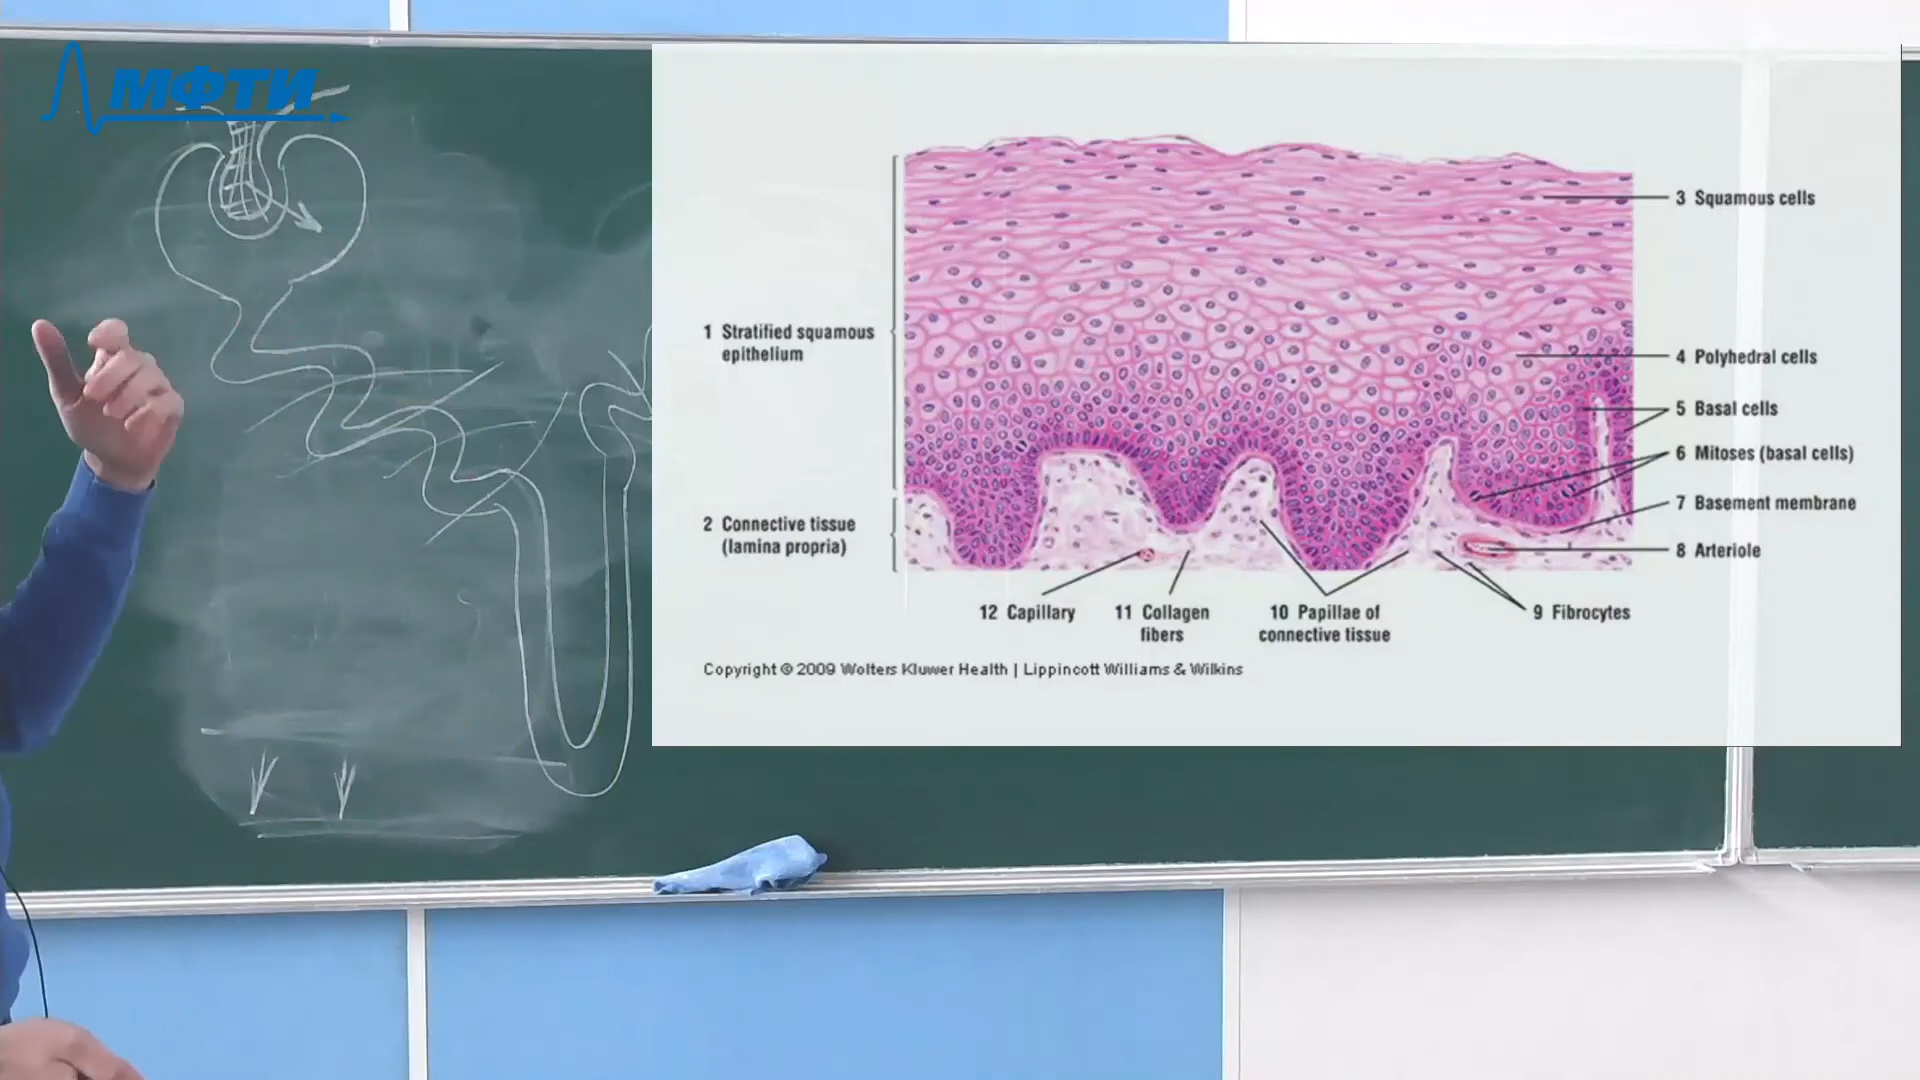 МФТИ
1 Stratified squamous
epithelium
2 Connective tissue
(lamina propria)
3 Squamous cells
4 Polyhedral cells
5 Basal cells
6 Mitoses (basal cells)
7 Basement membrane
8 Arteriole
12 Capillary
11 Collagen
fibers
10 Papillae of
connective tissue
9 Fibrocytes
Copyright © 2009 Wolters Kluwer Health | Lippincott Williams & Wilkins